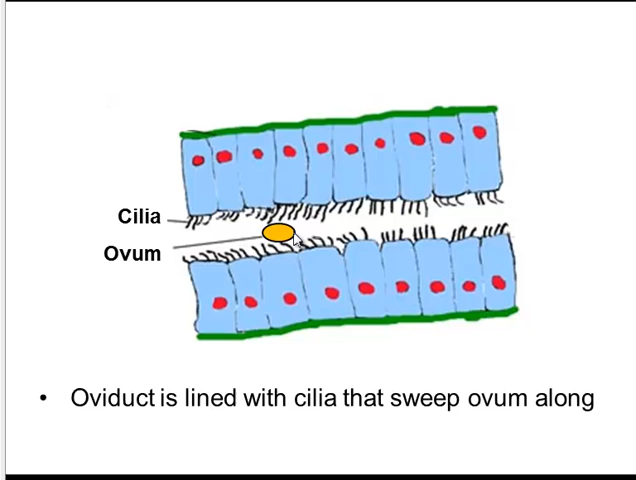 Cilia
Ovum
• Oviduct is lined with cilia that sweep ovum along